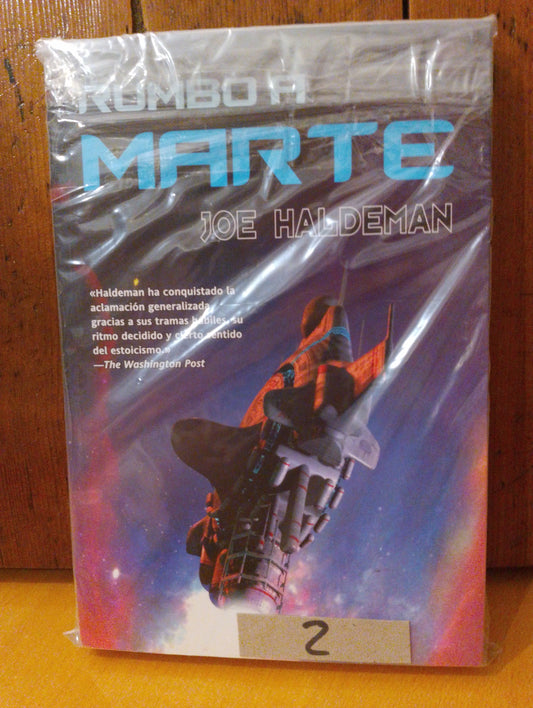 RUMBO A
MARTE
JOE HALDEMAN
«Haldeman ha conquistado la
aclamación generalizada
gracias a sus tramas hábiles, su
ritmo decidido y cierto sentido
del estoicismo.»
—The Washington Post
2